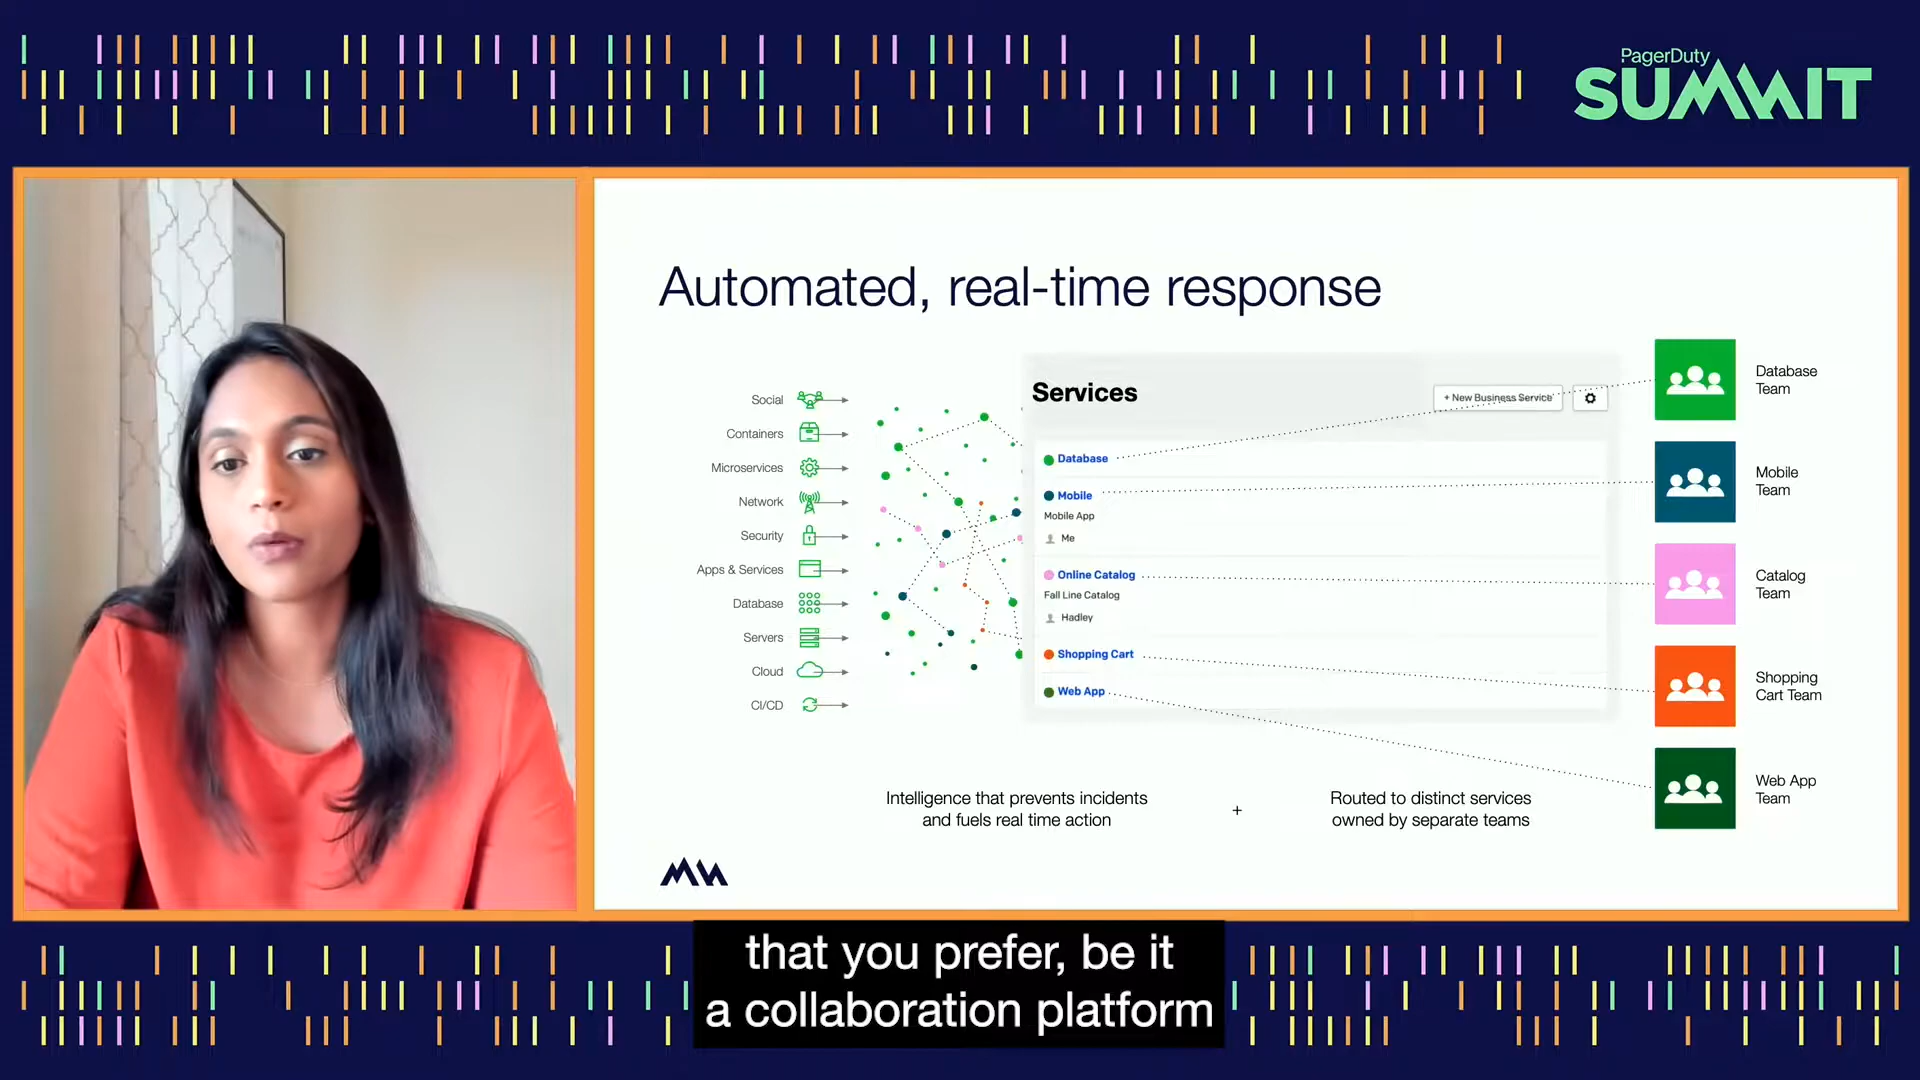 PagerDuty
SUMMIT
Automated, real-time response
Social
Containers
Microservices
Network
Security
Apps & Services
Database
Servers
Cloud
CI/CD
Services
+ New Business Service
Database
Mobile
Mobile App
Me
Online Catalog
Fall Line Catalog
Hadley
Shopping Cart
Web App
Database
Team
Mobile
Team
Catalog
Team
Shopping
Cart Team
Web App
Team
Intelligence that prevents incidents
and fuels real time action
+
Routed to distinct services
owned by separate teams
that you prefer, be it
a collaboration platform